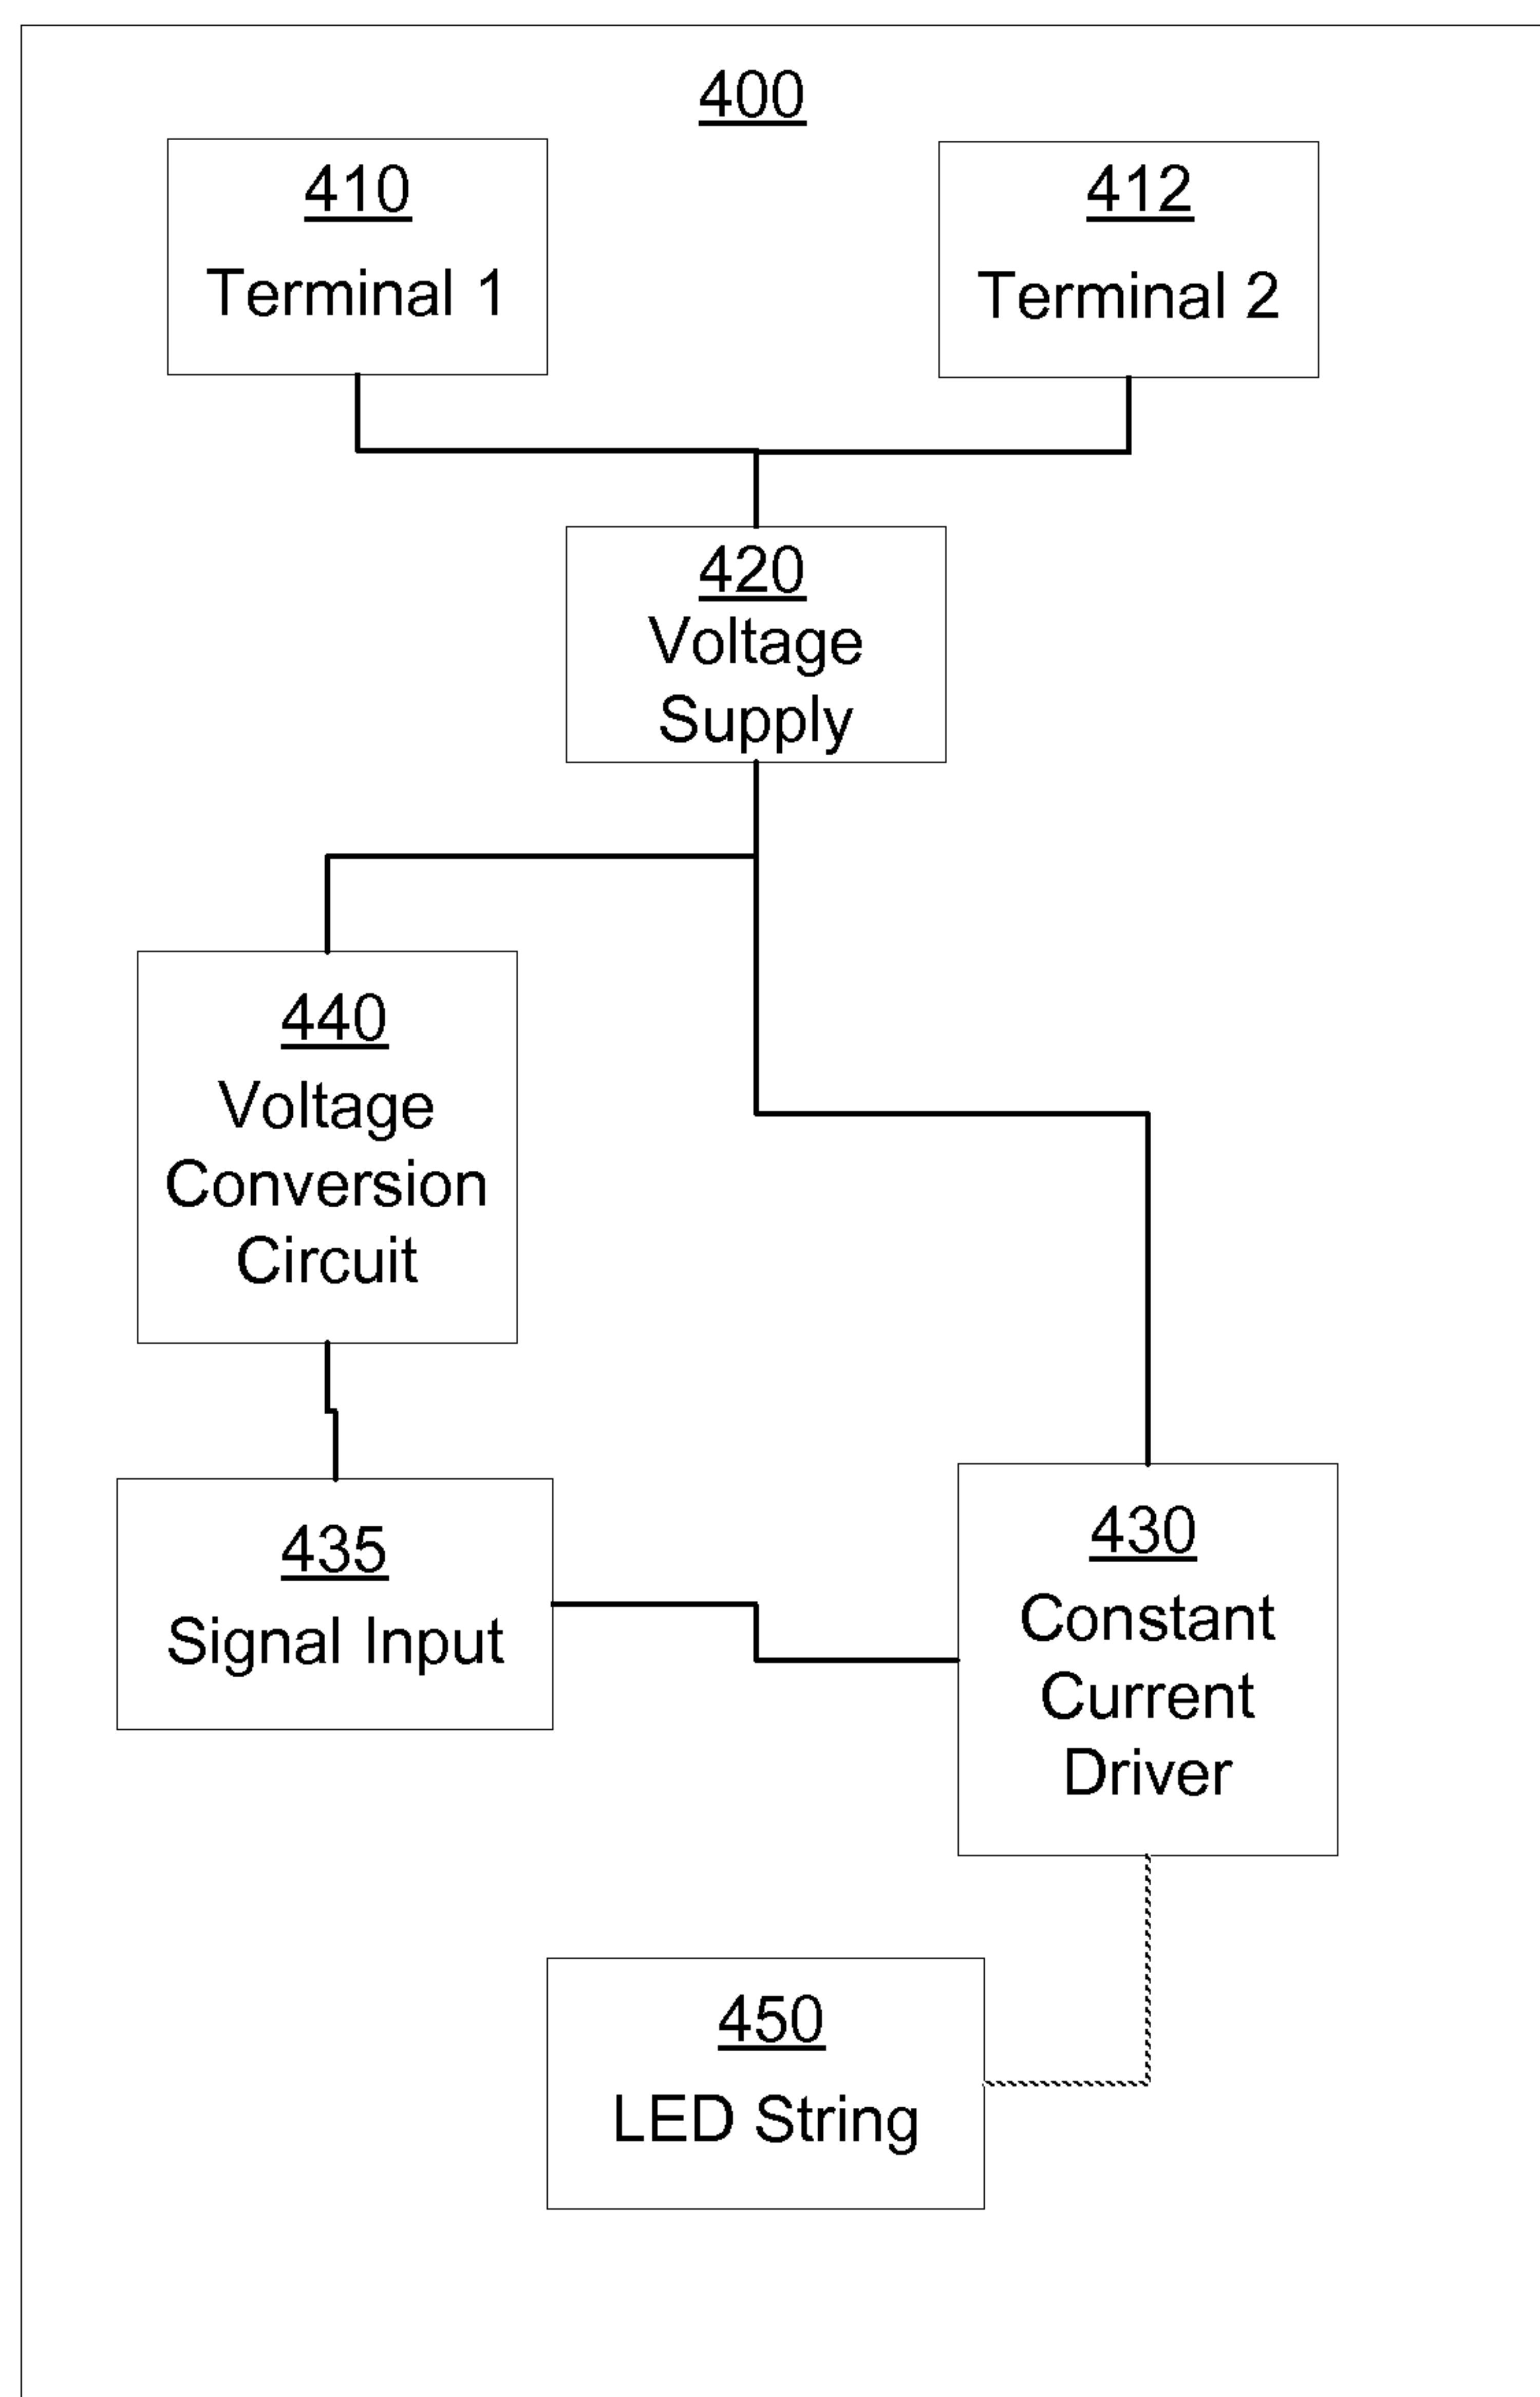 400
410
Terminal 1
412
Terminal 2
420
Voltage
Supply
440
Voltage
Conversion
Circuit
435
Signal Input
430
Constant
Current
Driver
450
LED String